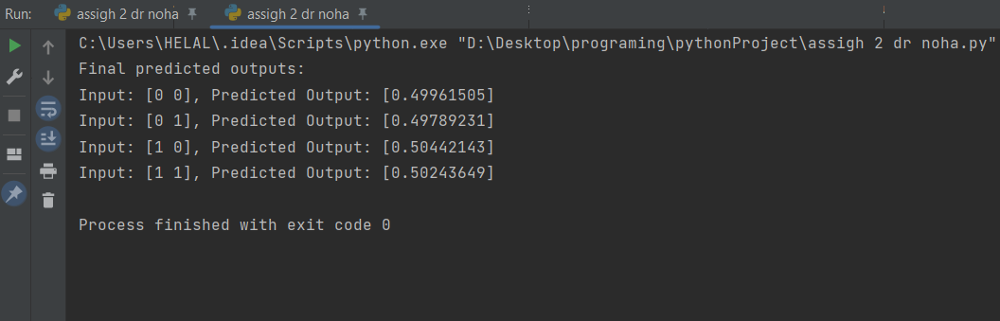 Run: assigh 2 dr noha assigh 2 dr noha
C:\Users\HELAL\.idea\Scripts\python.exe "D:\Desktop\programing\pythonProject\assigh 2 dr noha.py"
Final predicted outputs:
Input: [0 0], Predicted Output: [0.49961505]
Input: [0 1], Predicted Output: [0.49789231]
Input: [1 0], Predicted Output: [0.50442143]
Input: [1 1], Predicted Output: [0.50243649]
Process finished with exit code 0